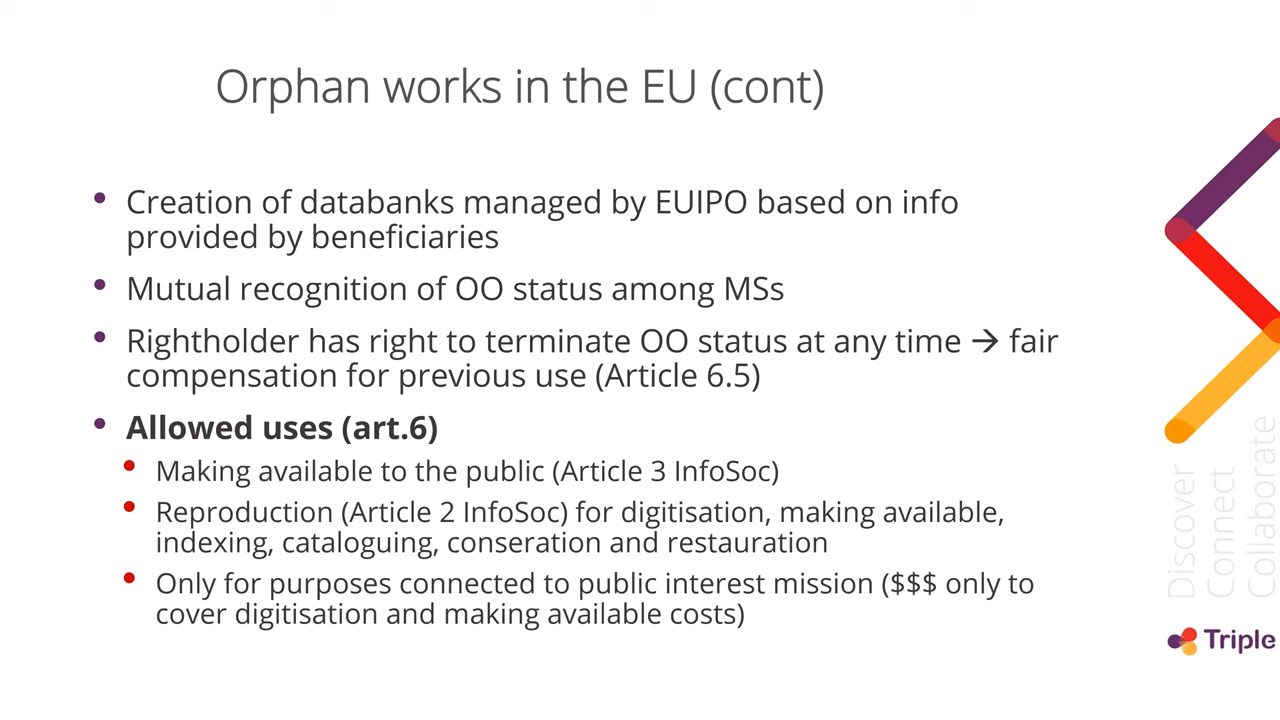 Orphan works in the EU (cont)
• Creation of databanks managed by EUIPO based on info
provided by beneficiaries
• Mutual recognition of OO status among MSs
• Rightholder has right to terminate OO status at any time → fair
compensation for previous use (Article 6.5)
• Allowed uses (art.6)
• Making available to the public (Article 3 InfoSoc)
• Reproduction (Article 2 InfoSoc) for digitisation, making available,
indexing, cataloguing, conseration and restauration
• Only for purposes connected to public interest mission ($$$ only to
cover digitisation and making available costs)
Discover
Connect
Collaborate
Triple